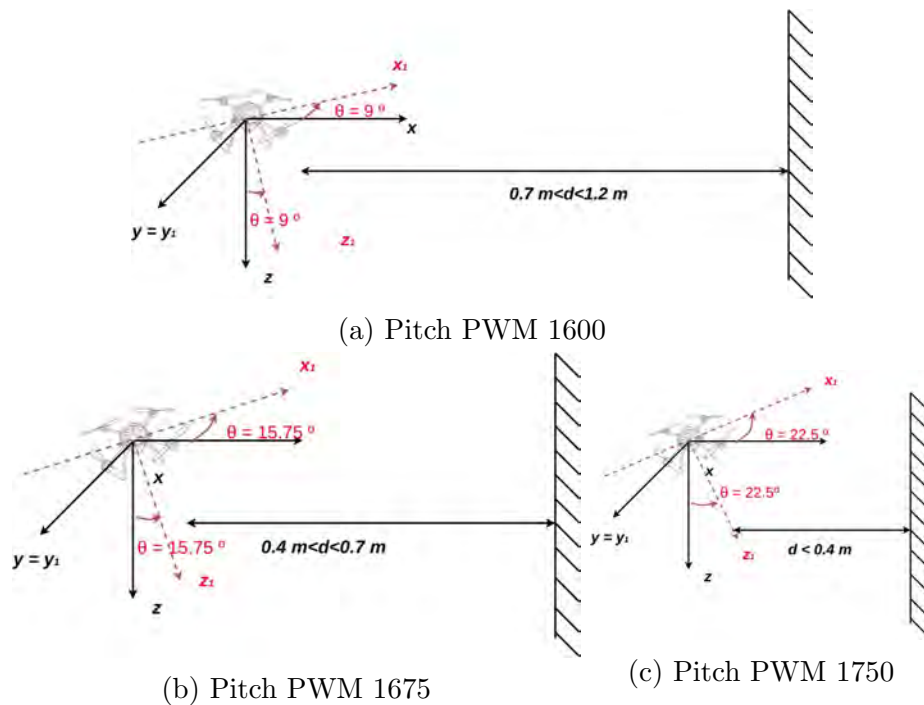 x₁
θ = 9 º
x
0.7 m<d<1.2 m
y = y₁
θ = 9 º
z₁
z
(a) Pitch PWM 1600
x₁
θ = 15.75 º
x
0.4 m<d<0.7 m
θ = 15.75 º
y = y₁
z₁
z
(b) Pitch PWM 1675
x₁
θ = 22.5º
x
θ = 22.5º
y = y₁
z₁
d < 0.4 m
z
(c) Pitch PWM 1750